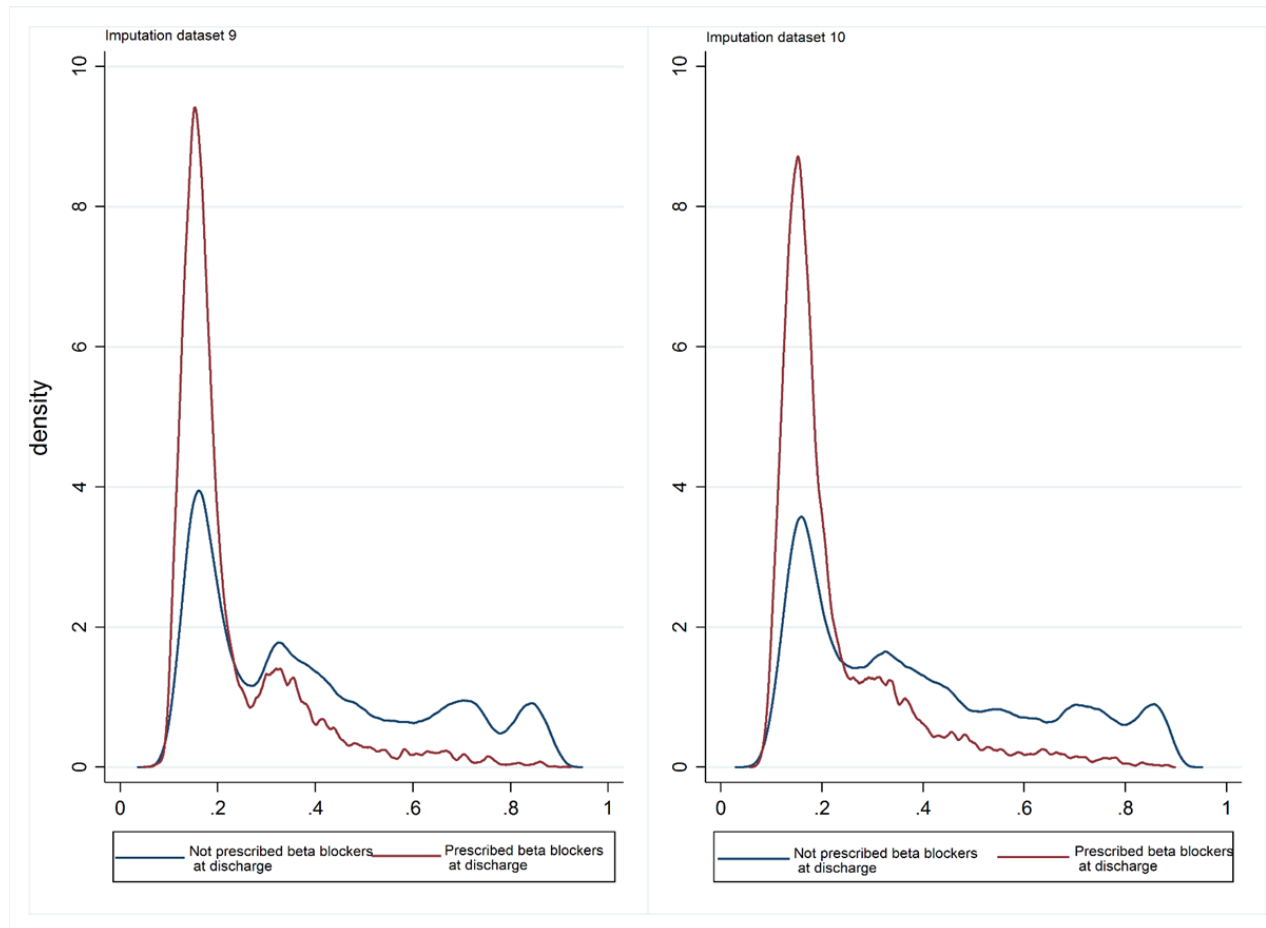 Imputation dataset 9
10
8
6
4
2
0
density
0
.2
.4
.6
.8
1
Not prescribed beta blockers
at discharge
Prescribed beta blockers
at discharge
Imputation dataset 10
10
8
6
4
2
0
0
.2
.4
.6
.8
1
Not prescribed beta blockers
at discharge
Prescribed beta blockers
at discharge